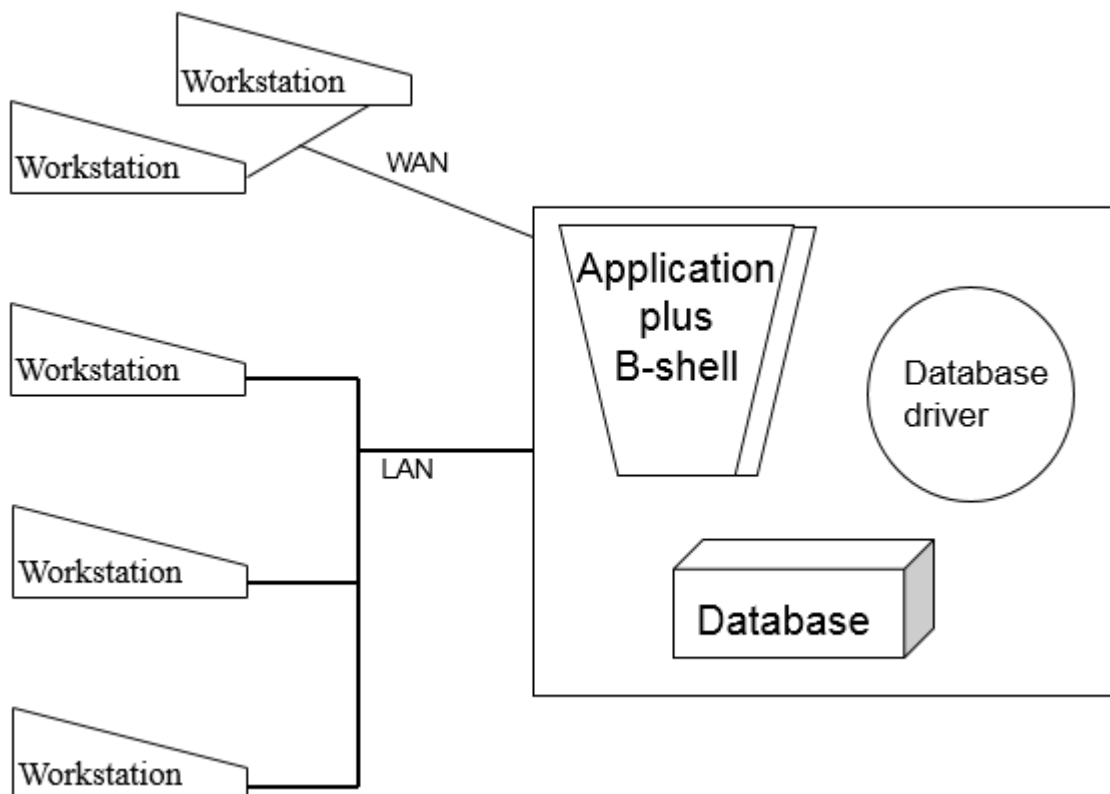 Workstation
Workstation
WAN
Application
plus
B-shell
Database
driver
Workstation
LAN
Workstation
Database
Workstation